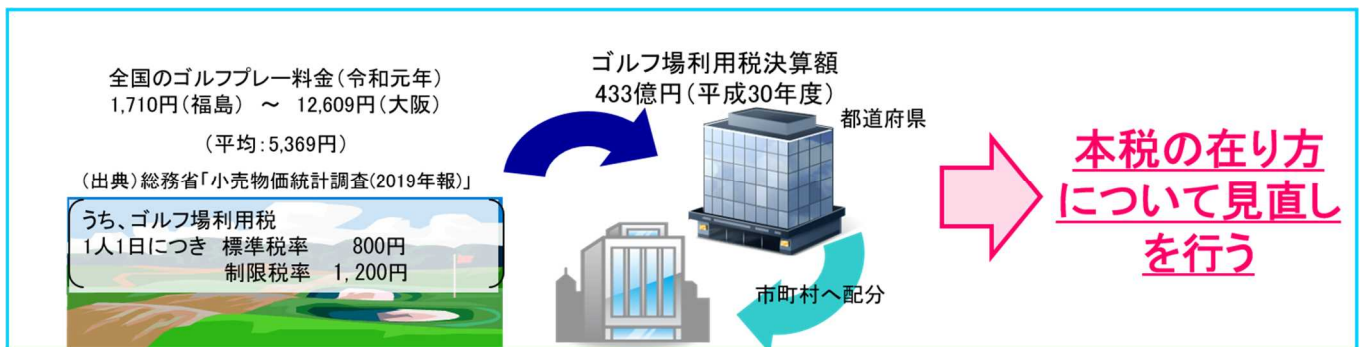 全国のゴルフプレー料金(令和元年)
1,710円(福島) ～ 12,609円(大阪)
(平均:5,369円)
(出典)総務省「小売物価統計調査(2019年報)」
うち、ゴルフ場利用税
1人1日につき 標準税率 800円
制限税率 1,200円
ゴルフ場利用税決算額
433億円(平成30年度)
都道府県
市町村へ配分
本税の在り方
について見直し
を行う